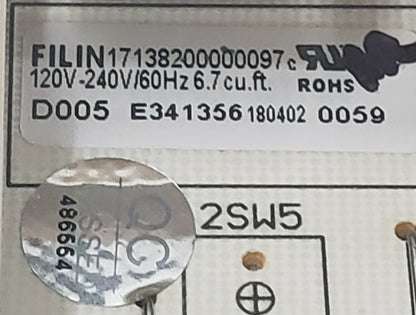 FILIN17138200000097
120V-240V/60Hz 6.7cu.ft. ROHS
D005 E341356 180402 0059
2SW5
QC
486664